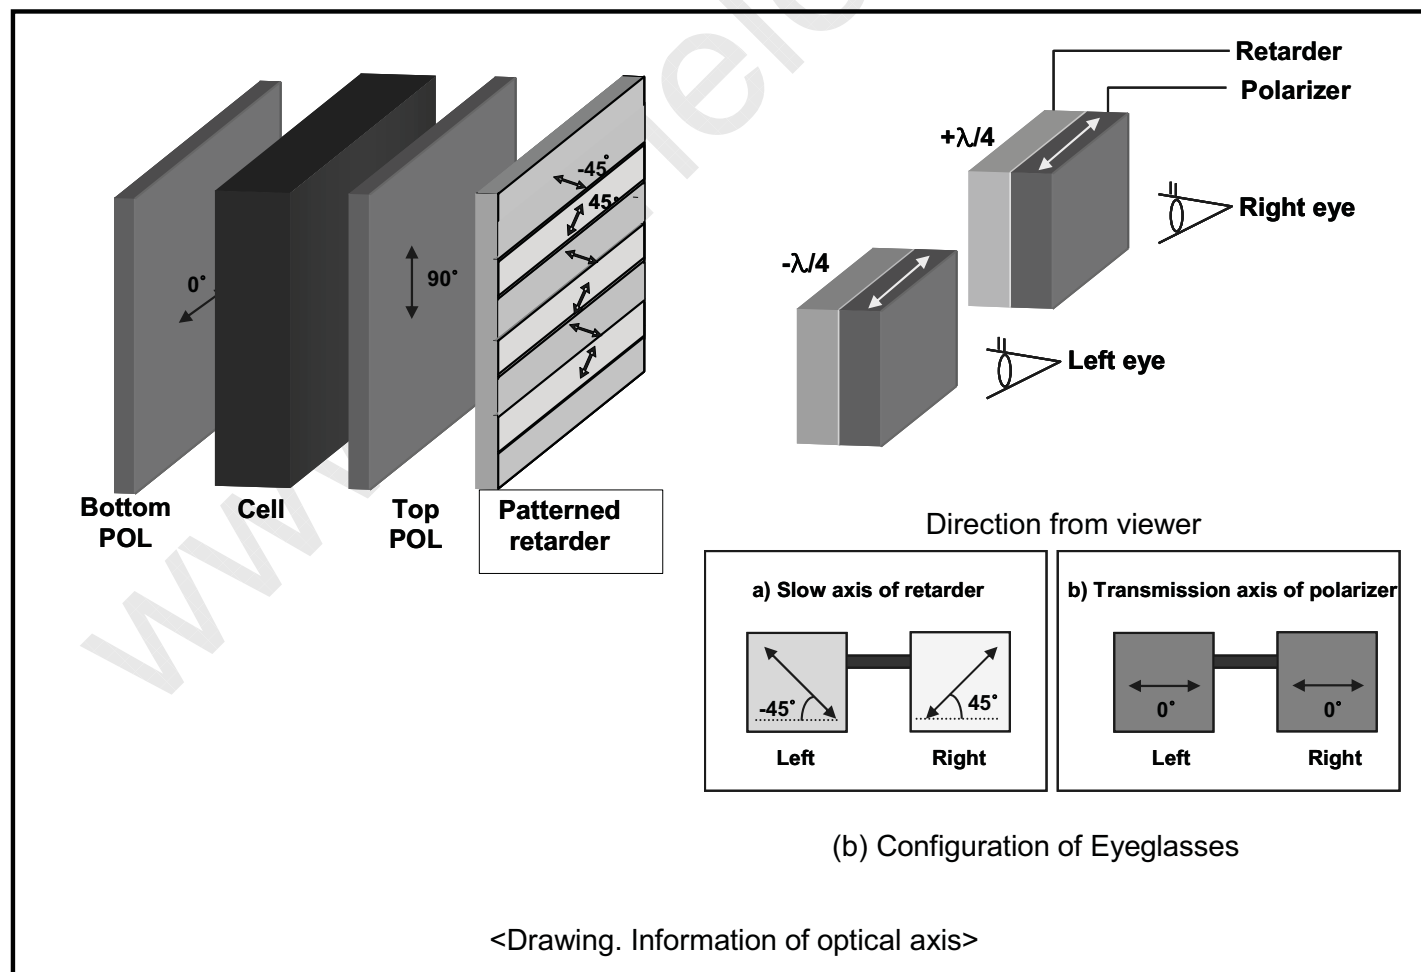 Retarder
Polarizer
+λ/4
-45°
45°
Right eye
0°
90°
-λ/4
Left eye
Bottom
POL
Cell
Top
POL
Patterned
retarder
Direction from viewer
a) Slow axis of retarder
-45°
45°
Left
Right
b) Transmission axis of polarizer
0°
0°
Left
Right
(b) Configuration of Eyeglasses
<Drawing. Information of optical axis>